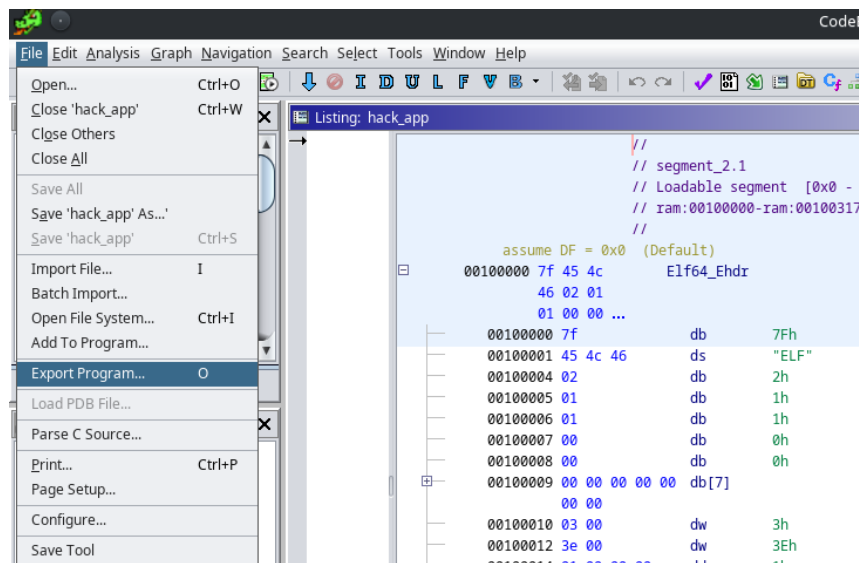 CodeB
File Edit Analysis Graph Navigation Search Select Tools Window Help
I D U L F V B
Open... Ctrl+O
Close 'hack_app' Ctrl+W
Close Others
Close All
Save All
Save 'hack_app' As...'
Save 'hack_app' Ctrl+S
Import File... I
Batch Import...
Open File System... Ctrl+I
Add To Program...
Export Program... O
Load PDB File...
Parse C Source...
Print... Ctrl+P
Page Setup...
Configure...
Save Tool
Listing: hack_app
//
// segment_2.1
// Loadable segment [0x0 -
// ram:00100000-ram:00100317
//
assume DF = 0x0 (Default)
00100000 7f 45 4c Elf64_Ehdr
46 02 01
01 00 00 ...
00100000 7f db 7Fh
00100001 45 4c 46 ds "ELF"
00100004 02 db 2h
00100005 01 db 1h
00100006 01 db 1h
00100007 00 db 0h
00100008 00 db 0h
00100009 00 00 00 00 00 db[7]
00 00
00100010 03 00 dw 3h
00100012 3e 00 dw 3Eh